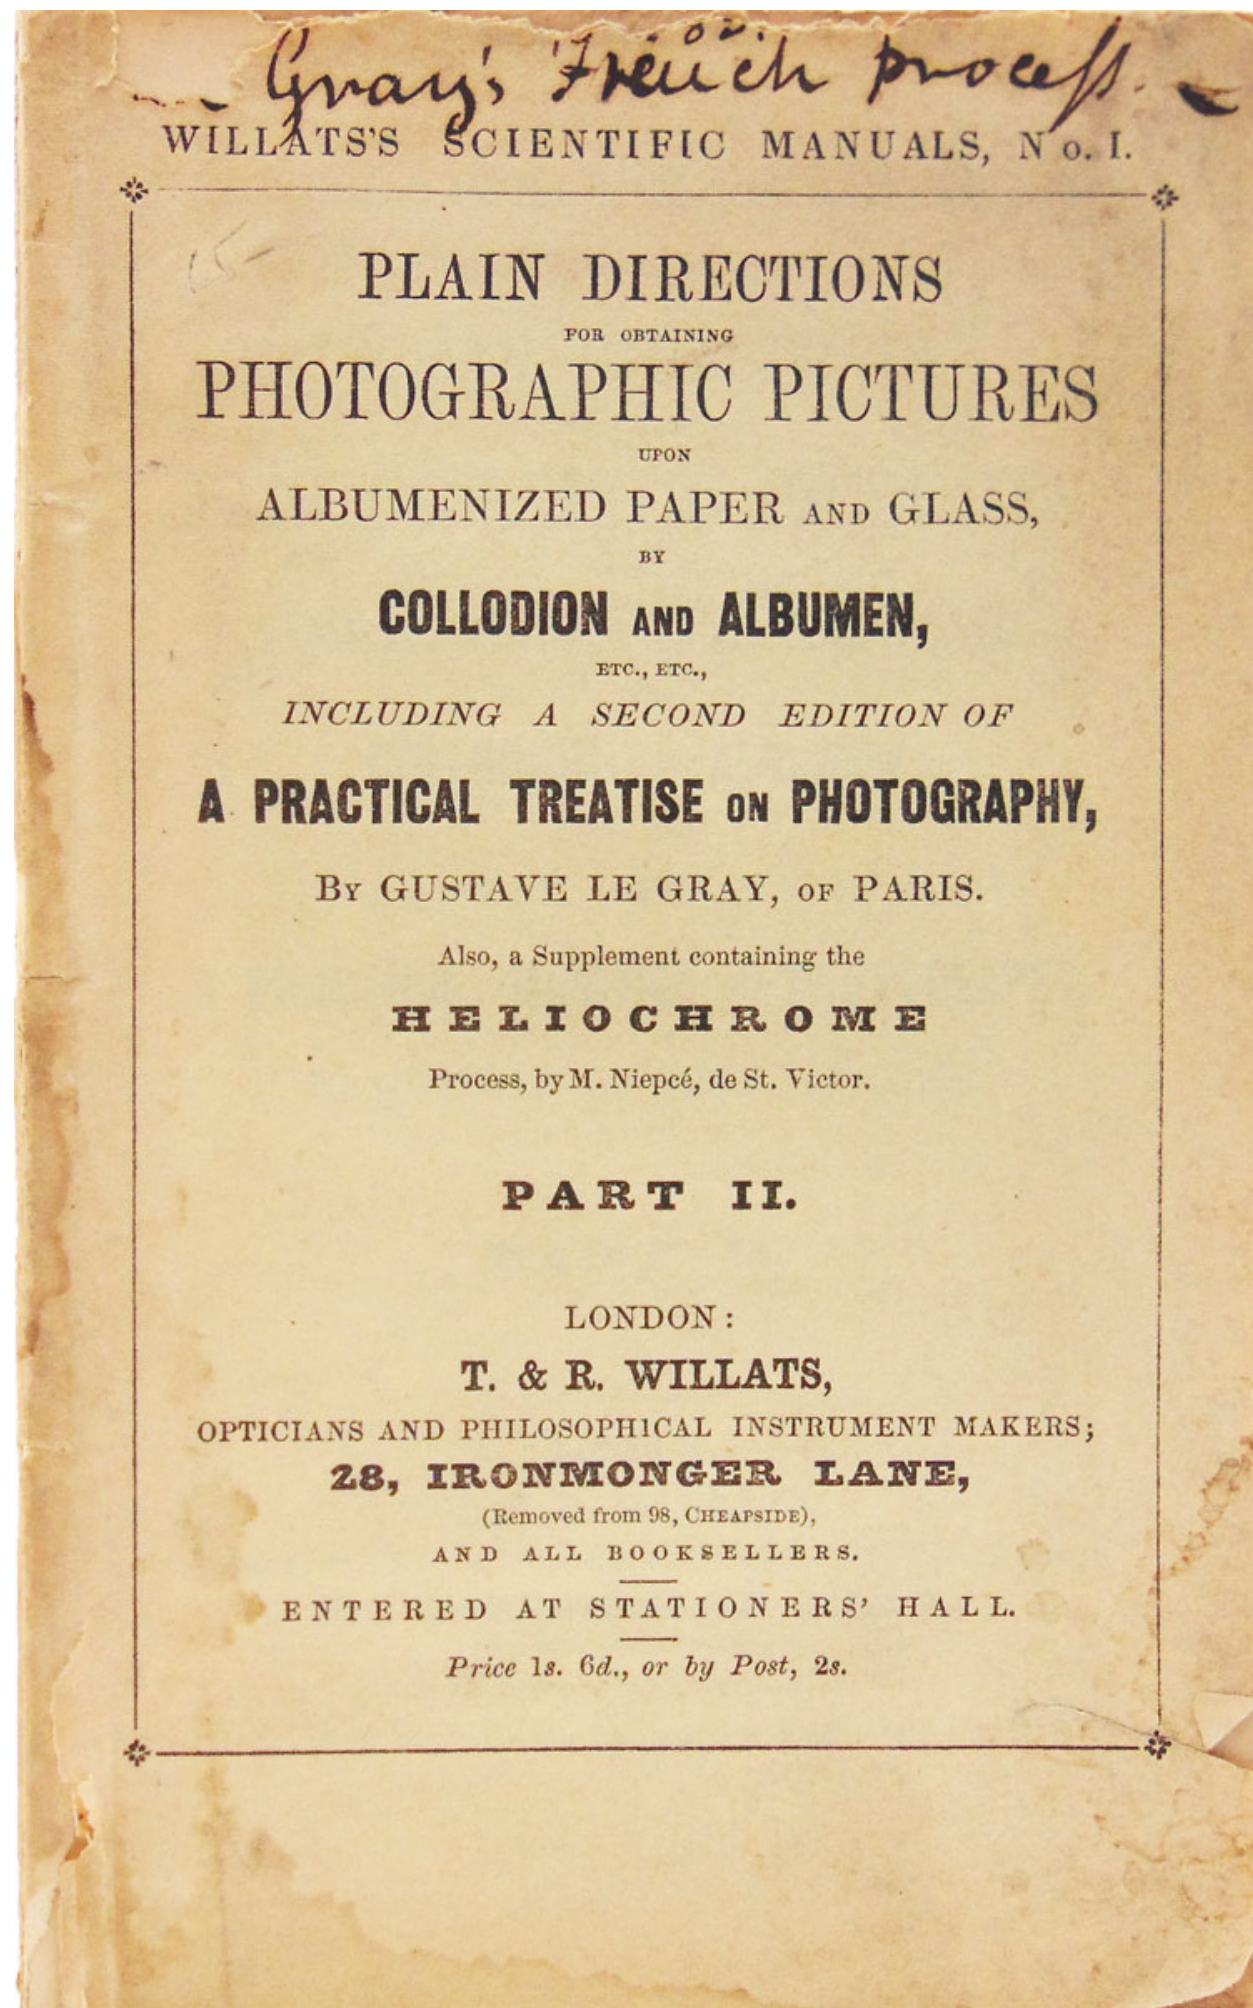 or.
Gray's French process.
WILLATS'S SCIENTIFIC MANUALS, No. I.
15-
PLAIN DIRECTIONS
FOR OBTAINING
PHOTOGRAPHIC PICTURES
UPON
ALBUMENIZED PAPER AND GLASS,
BY
COLLODION AND ALBUMEN,
ETC., ETC.,
INCLUDING A SECOND EDITION OF
A PRACTICAL TREATISE ON PHOTOGRAPHY,
BY GUSTAVE LE GRAY, OF PARIS.
Also, a Supplement containing the
HELIOCHROME
Process, by M. Niepcé, de St. Victor.
PART II.
LONDON:
T. & R. WILLATS,
OPTICIANS AND PHILOSOPHICAL INSTRUMENT MAKERS;
28, IRONMONGER LANE,
(Removed from 98, CHEAPSIDE),
AND ALL BOOKSELLERS.
ENTERED AT STATIONERS' HALL.
Price 1s. 6d., or by Post, 2s.